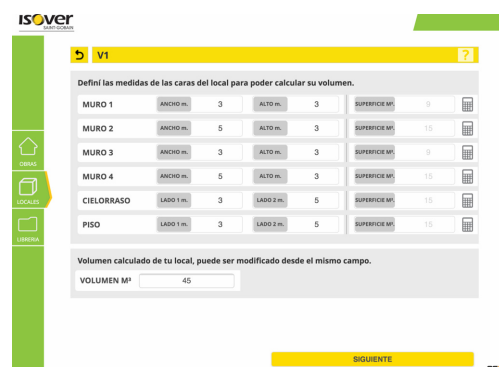 isover
SAINT-GOBAIN
V1 ?
Definí las medidas de las caras del local para poder calcular su volumen.
MURO 1 ANCHO m. 3 ALTO m. 3 SUPERFICIE M². 9
MURO 2 ANCHO m. 5 ALTO m. 3 SUPERFICIE M². 15
MURO 3 ANCHO m. 3 ALTO m. 3 SUPERFICIE M². 9
MURO 4 ANCHO m. 5 ALTO m. 3 SUPERFICIE M². 15
CIELORRASO LADO 1 m. 3 LADO 2 m. 5 SUPERFICIE M². 15
PISO LADO 1 m. 3 LADO 2 m. 5 SUPERFICIE M². 15
OBRAS
LOCALES
LIBRERIA
Volumen calculado de tu local, puede ser modificado desde el mismo campo.
VOLUMEN M³ 45
SIGUIENTE